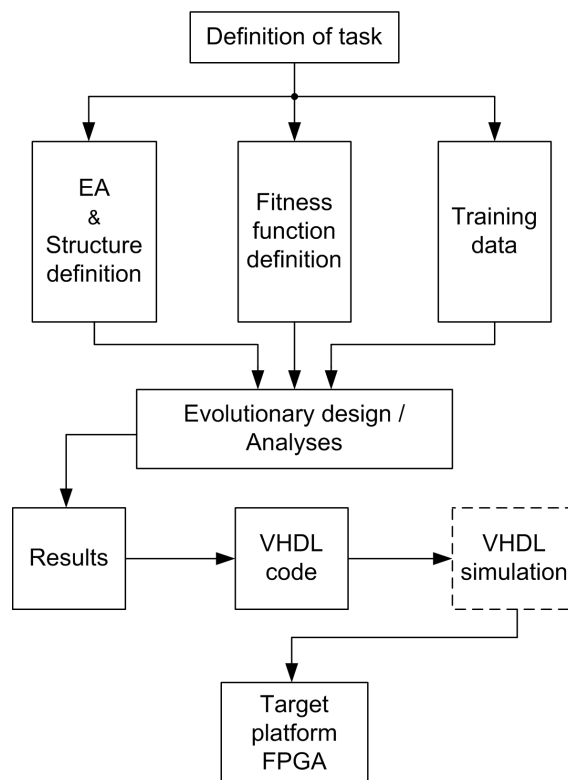 Definition of task
EA
&
Structure
definition
Fitness
function
definition
Training
data
Evolutionary design /
Analyses
Results
VHDL
code
VHDL
simulation
Target
platform
FPGA